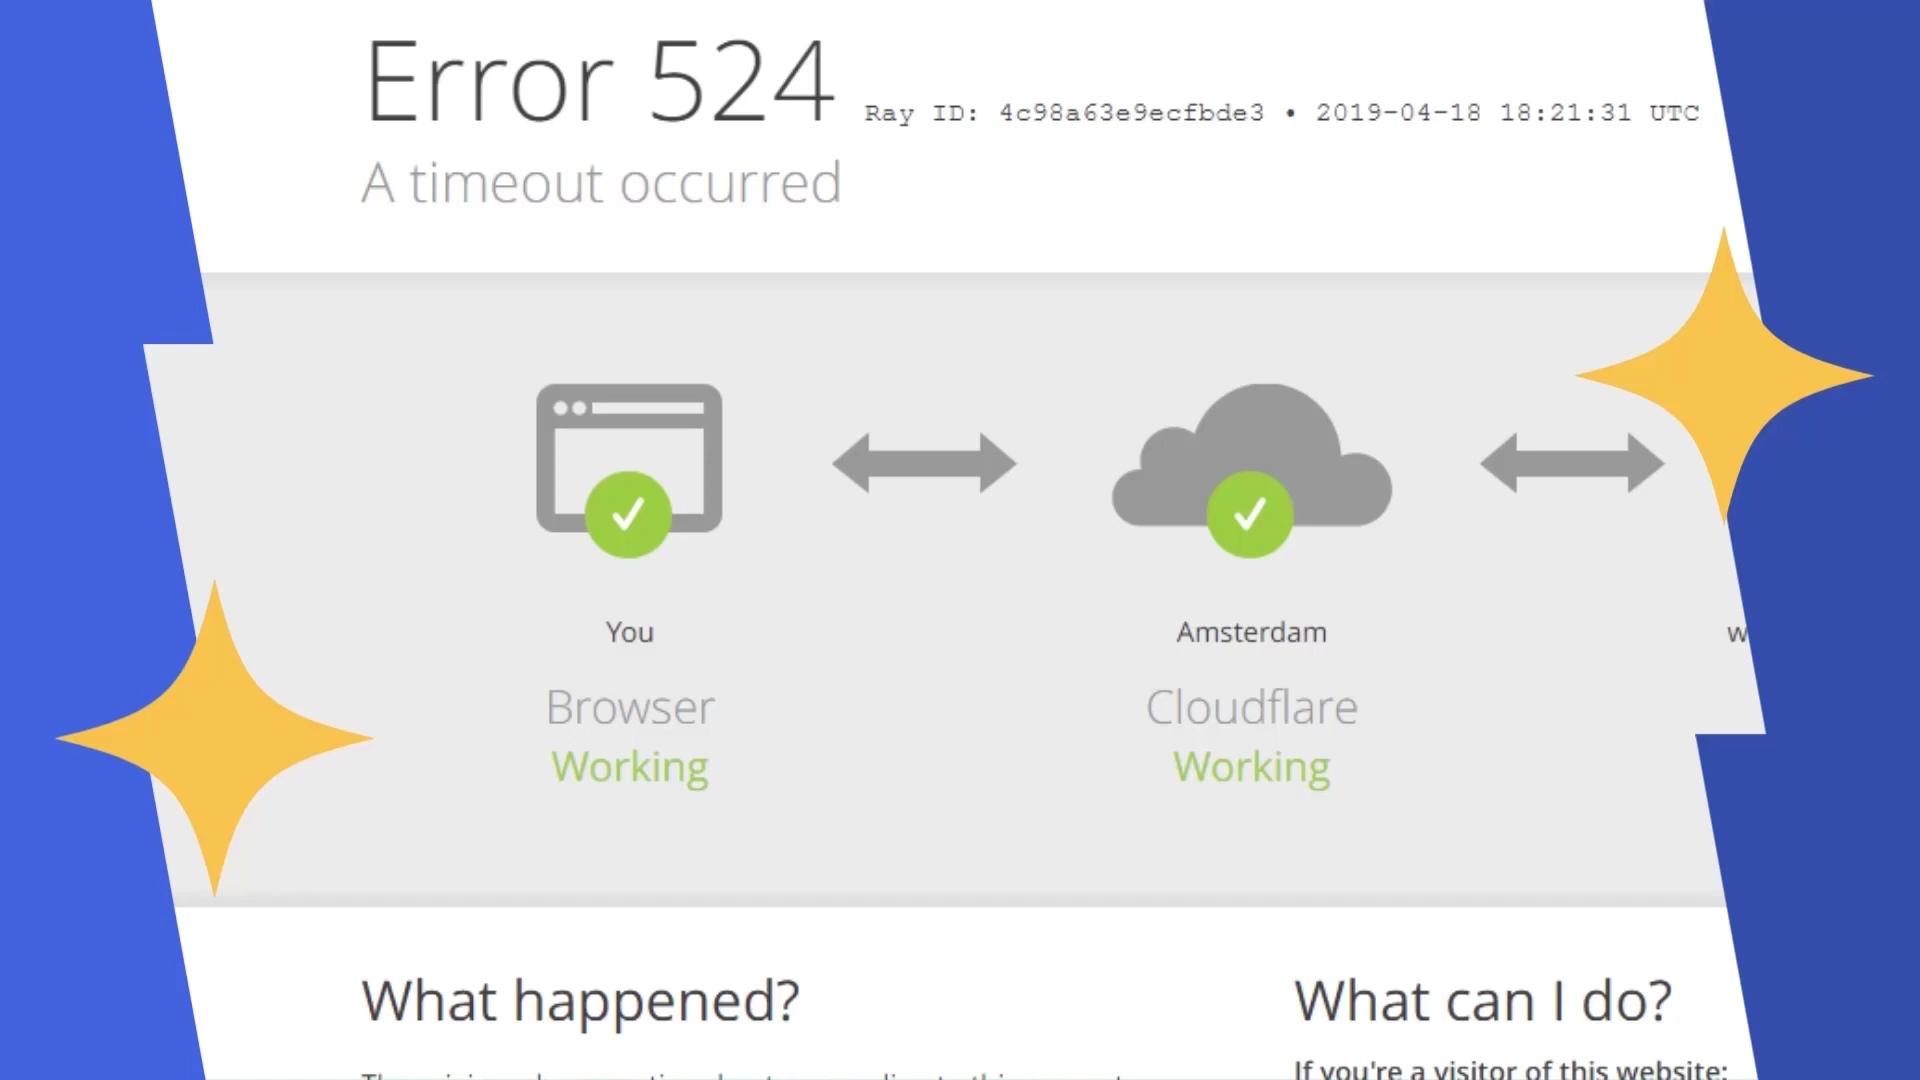 Error 524 Ray ID: 4c98a63e9ecfbde3 • 2019-04-18 18:21:31 UTC
A timeout occurred
You
Amsterdam
Browser
Cloudflare
Working
Working
What happened?
What can I do?
If you're a visitor of this website: